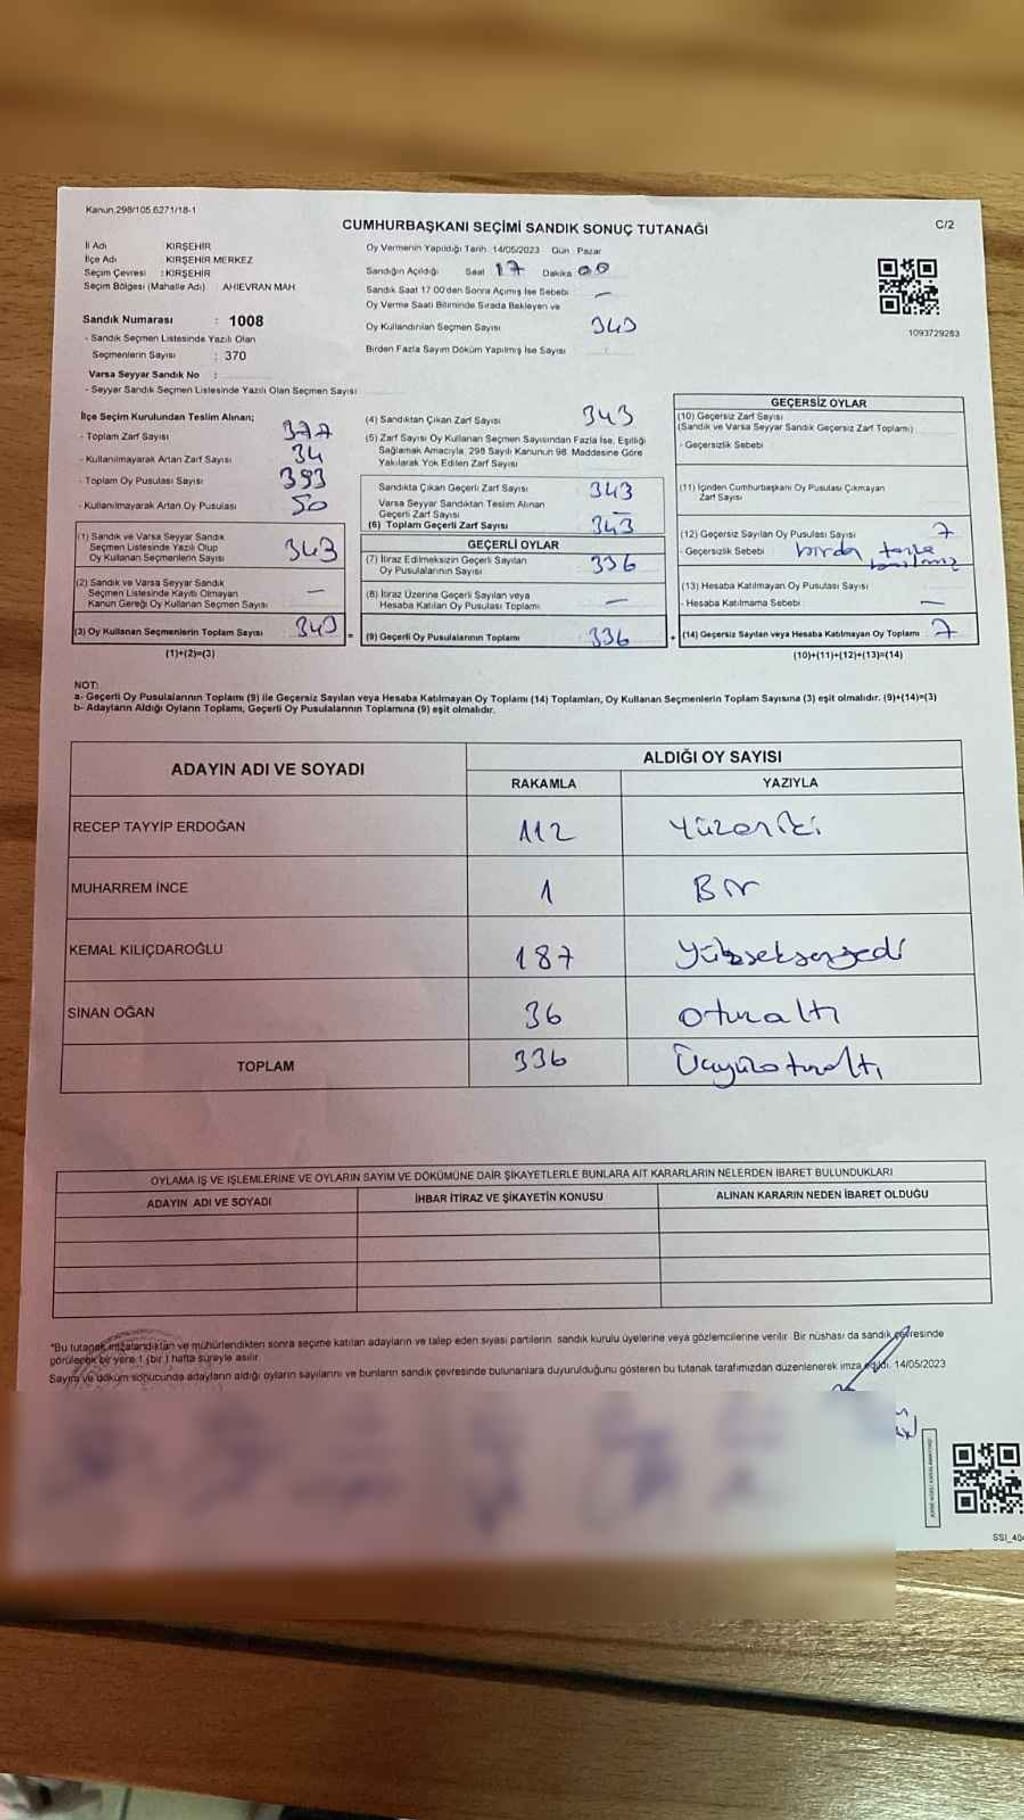 Kanun.298/105.6271/18-1
C/2
CUMHURBAŞKANI SEÇİMİ SANDIK SONUÇ TUTANAĞI
İl Adı KIRŞEHİR
İlçe Adı KIRŞEHİR MERKEZ
Seçim Çevresi : KIRŞEHİR
Seçim Bölgesi (Mahalle Adı) AHIEVRAN MAH.
Oy Vermenin Yapıldığı Tarih 14/05/2023 Gün Pazar
Sandığın Açıldığı Saat 17 Dakika 00
Sandık Saat 17.00'den Sonra Açımış İse Sebebi —
Oy Verme Saati Bitiminde Sırada Bekleyen ve
Oy Kullandırılan Seçmen Sayısı 343
Birden Fazla Sayım Döküm Yapılmış İse Sayısı
1093729283
Sandık Numarası : 1008
- Sandık Seçmen Listesinde Yazılı Olan
Seçmenlerin Sayısı : 370
Varsa Seyyar Sandık No :
- Seyyar Sandık Seçmen Listesinde Yazılı Olan Seçmen Sayısı
İlçe Seçim Kurulundan Teslim Alınan;
- Toplam Zarf Sayısı 377
- Kullanılmayarak Artan Zarf Sayısı 34
- Toplam Oy Pusulası Sayısı 393
- Kullanılmayarak Artan Oy Pusulası 50
(1) Sandık ve Varsa Seyyar Sandık
Seçmen Listesinde Yazılı Olup
Oy Kullanan Seçmenlerin Sayısı 343
(2) Sandık ve Varsa Seyyar Sandık
Seçmen Listesinde Kayıtlı Olmayan
Kanun Gereği Oy Kullanan Seçmen Sayısı —
(3) Oy Kullanan Seçmenlerin Toplam Sayısı 343 =
(1)+(2)=(3)
(4) Sandıktan Çıkan Zarf Sayısı 343
(5) Zarf Sayısı Oy Kullanan Seçmen Sayısından Fazla İse, Eşitliği
Sağlamak Amacıyla, 298 Sayılı Kanunun 98. Maddesine Göre
Yakılarak Yok Edilen Zarf Sayısı
Sandıkta Çıkan Geçerli Zarf Sayısı 343
Varsa Seyyar Sandıktan Teslim Alınan
Geçerli Zarf Sayısı —
(6) Toplam Geçerli Zarf Sayısı 343
GEÇERLİ OYLAR
(7) İtiraz Edilmeksizin Geçerli Sayılan
Oy Pusulalarının Sayısı 336
(8) İtiraz Üzerine Geçerli Sayılan veya
Hesaba Katılan Oy Pusulası Toplamı —
(9) Geçerli Oy Pusulalarının Toplamı 336 +
GEÇERSİZ OYLAR
(10) Geçersiz Zarf Sayısı
(Sandık ve Varsa Seyyar Sandık Geçersiz Zarf Toplamı)
- Geçersizlik Sebebi
(11) İçinden Cumhurbaşkanı Oy Pusulası Çıkmayan
Zarf Sayısı
(12) Geçersiz Sayılan Oy Pusulası Sayısı 7
- Geçersizlik Sebebi
(13) Hesaba Katılmayan Oy Pusulası Sayısı
- Hesaba Katılmama Sebebi —
(14) Geçersiz Sayılan veya Hesaba Katılmayan Oy Toplamı 7
(10)+(11)+(12)+(13)=(14)
NOT:
a- Geçerli Oy Pusulalarının Toplamı (9) ile Geçersiz Sayılan veya Hesaba Katılmayan Oy Toplamı (14) Toplamları, Oy Kullanan Seçmenlerin Toplam Sayısına (3) eşit olmalıdır. (9)+(14)=(3)
b- Adayların Aldığı Oyların Toplamı, Geçerli Oy Pusulalarının Toplamına (9) eşit olmalıdır.
ADAYIN ADI VE SOYADI ALDIĞI OY SAYISI
RAKAMLA YAZIYLA
RECEP TAYYİP ERDOĞAN 112 Yüzoniki
MUHARREM İNCE 1 Bir
KEMAL KILIÇDAROĞLU 187 Yüzseksenyedi
SİNAN OĞAN 36 otuzaltı
TOPLAM 336 Üçyüzotuzaltı
OYLAMA İŞ VE İŞLEMLERİNE VE OYLARIN SAYIM VE DÖKÜMÜNE DAİR ŞİKAYETLERLE BUNLARA AİT KARARLARIN NELERDEN İBARET BULUNDUKLARI
ADAYIN ADI VE SOYADI İHBAR İTİRAZ VE ŞİKAYETİN KONUSU ALINAN KARARIN NEDEN İBARET OLDUĞU
*Bu tutanak imzalandıktan ve mühürlendikten sonra seçime katılan adayların ve talep eden siyasi partilerin sandık kurulu üyelerine veya gözlemcilerine verilir. Bir nüshası da sandık çevresinde
görülecek bir yere 1 (bir) hafta süreyle asılır.
Sayım ve döküm sonucunda adayların aldığı oyların sayılarını ve bunların sandık çevresinde bulunanlara duyurulduğunu gösteren bu tutanak tarafımızdan düzenlenerek imza edildi. 14/05/2023